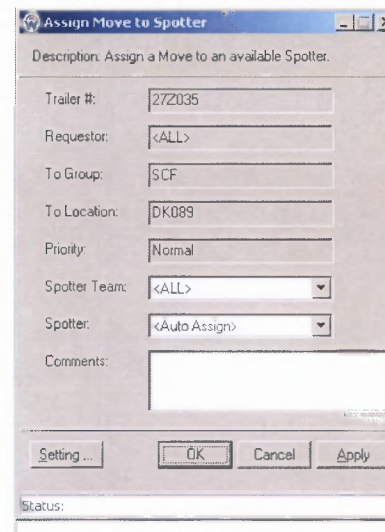 Assign Move to Spotter
Description: Assign a Move to an available Spotter.
Trailer #: 27Z035
Requestor: <ALL>
To Group: SCF
To Location: DK089
Priority: Normal
Spotter Team: <ALL>
Spotter: <Auto Assign>
Comments:
Setting ... OK Cancel Apply
Status: